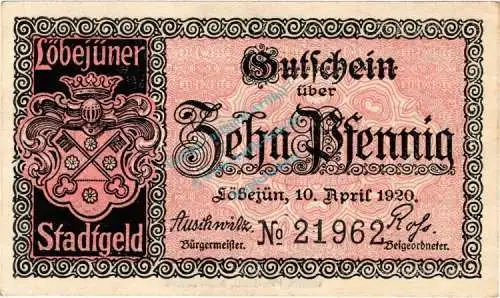 Löbejüner
Stadtgeld
Gutschein
über
Zehn Pfennig
Löbejün, 10. April 1920.
Bürgermeister.
№ 21962
Beigeordneter.